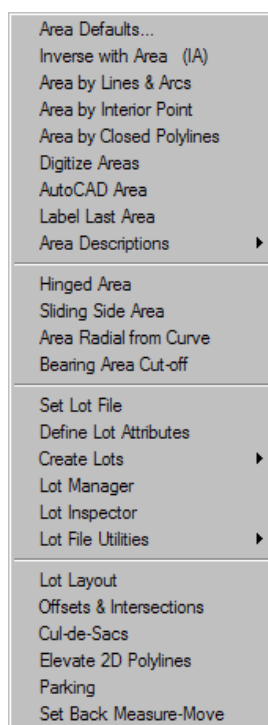 Area Defaults...
Inverse with Area (IA)
Area by Lines & Arcs
Area by Interior Point
Area by Closed Polylines
Digitize Areas
AutoCAD Area
Label Last Area
Area Descriptions
Hinged Area
Sliding Side Area
Area Radial from Curve
Bearing Area Cut-off
Set Lot File
Define Lot Attributes
Create Lots
Lot Manager
Lot Inspector
Lot File Utilities
Lot Layout
Offsets & Intersections
Cul-de-Sacs
Elevate 2D Polylines
Parking
Set Back Measure-Move